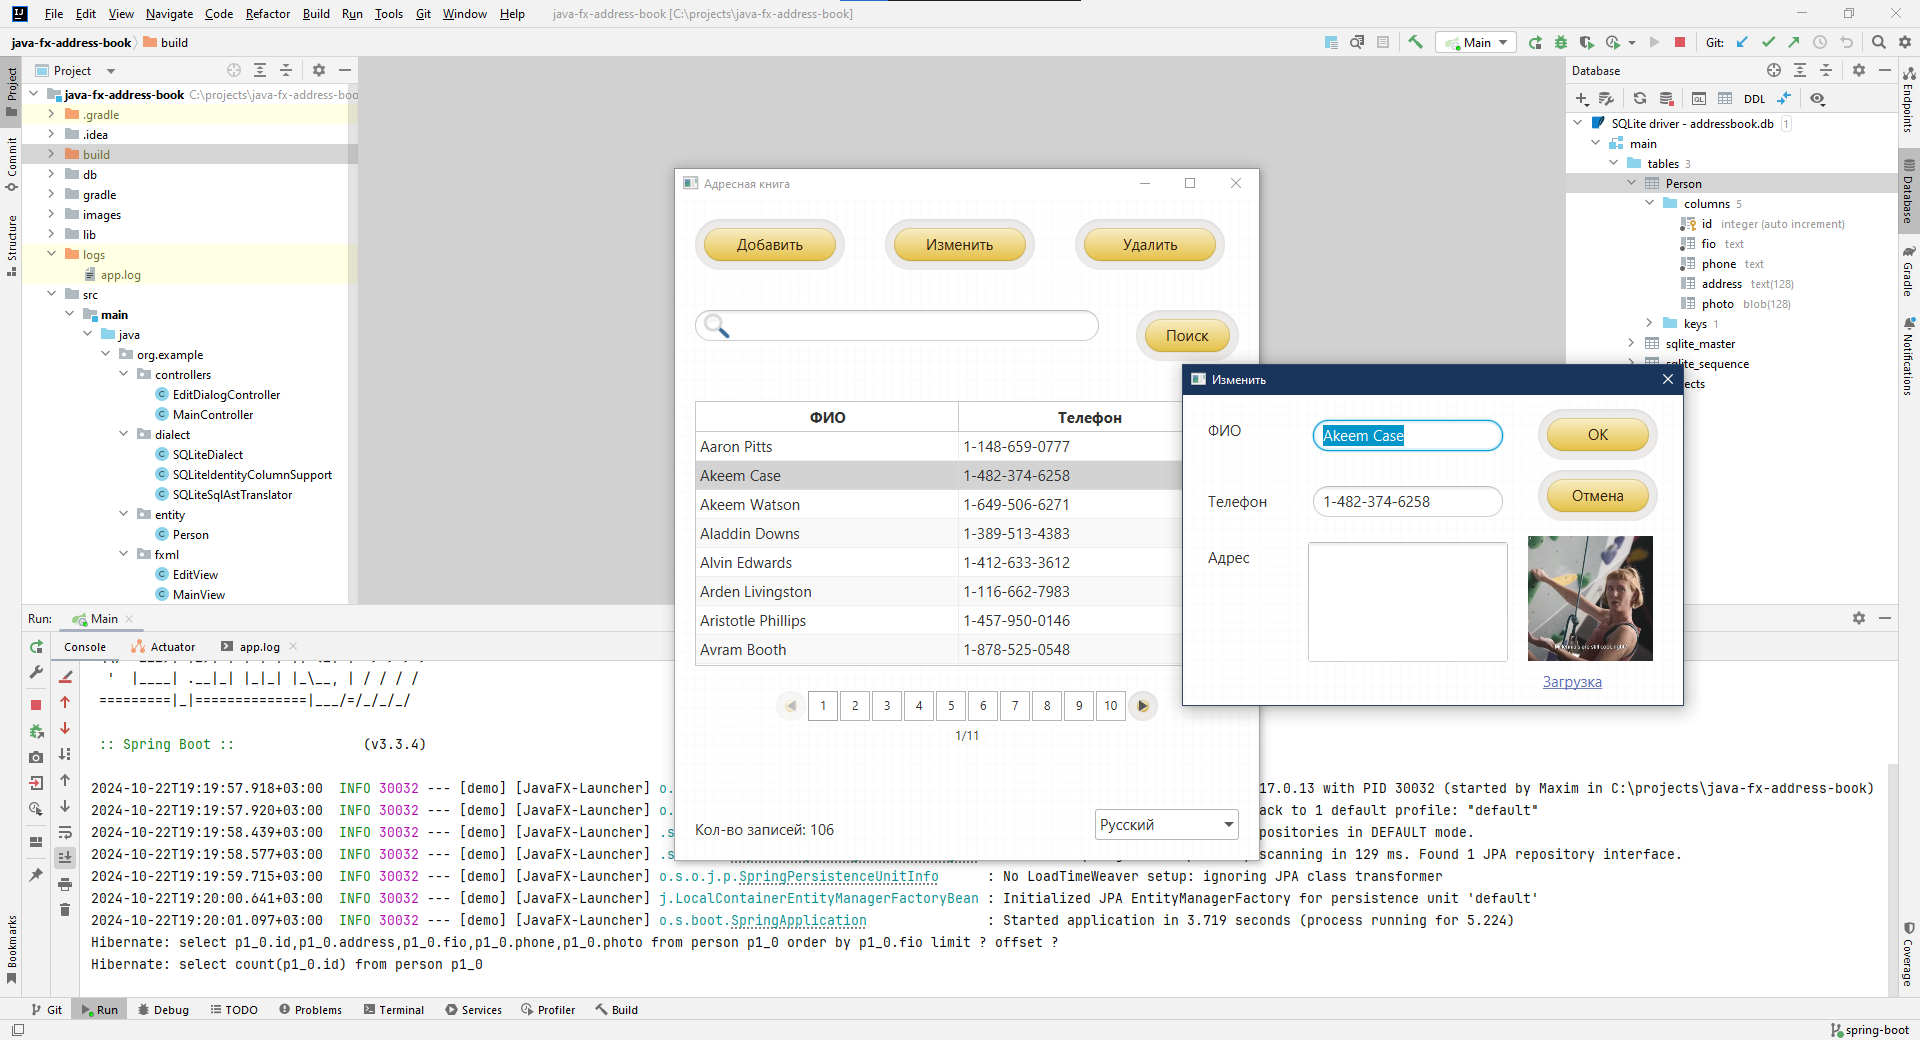 File Edit View Navigate Code Refactor Build Run Tools Git Window Help java-fx-address-book [C:\projects\java-fx-address-book]
java-fx-address-book build
Main
Git:
Project
java-fx-address-book C:\projects\java-fx-address-boo
.gradle
.idea
build
db
gradle
images
lib
logs
app.log
src
main
java
org.example
controllers
EditDialogController
MainController
dialect
SQLiteDialect
SQLiteIdentityColumnSupport
SQLiteSqlAstTranslator
entity
Person
fxml
EditView
MainView
Project
Commit
Structure
Bookmarks
Адресная книга
Добавить Изменить Удалить
Поиск
ФИО Телефон
Aaron Pitts 1-148-659-0777
Akeem Case 1-482-374-6258
Akeem Watson 1-649-506-6271
Aladdin Downs 1-389-513-4383
Alvin Edwards 1-412-633-3612
Arden Livingston 1-116-662-7983
Aristotle Phillips 1-457-950-0146
Avram Booth 1-878-525-0548
1 2 3 4 5 6 7 8 9 10
1/11
Кол-во записей: 106
Русский
Изменить
ФИО Akeem Case OK
Телефон 1-482-374-6258 Отмена
Адрес
Загрузка
Database
DDL
SQLite driver - addressbook.db 1
main
tables 3
Person
columns 5
id integer (auto increment)
fio text
phone text
address text(128)
photo blob(128)
keys 1
sqlite_master
sqlite_sequence
ects
Endpoints
Database
Gradle
Notifications
Coverage
Run: Main
Console Actuator app.log
' |____| .__|_| |_|_| |_\__, | / / / /
=========|_|==============|___/=/_/_/_/
:: Spring Boot :: (v3.3.4)
2024-10-22T19:19:57.918+03:00 INFO 30032 --- [demo] [JavaFX-Launcher] o. 17.0.13 with PID 30032 (started by Maxim in C:\projects\java-fx-address-book)
2024-10-22T19:19:57.920+03:00 INFO 30032 --- [demo] [JavaFX-Launcher] o. ack to 1 default profile: "default"
2024-10-22T19:19:58.439+03:00 INFO 30032 --- [demo] [JavaFX-Launcher] .s positories in DEFAULT mode.
2024-10-22T19:19:58.577+03:00 INFO 30032 --- [demo] [JavaFX-Launcher] .s scanning in 129 ms. Found 1 JPA repository interface.
2024-10-22T19:19:59.715+03:00 INFO 30032 --- [demo] [JavaFX-Launcher] o.s.o.j.p.SpringPersistenceUnitInfo : No LoadTimeWeaver setup: ignoring JPA class transformer
2024-10-22T19:20:00.641+03:00 INFO 30032 --- [demo] [JavaFX-Launcher] j.LocalContainerEntityManagerFactoryBean : Initialized JPA EntityManagerFactory for persistence unit 'default'
2024-10-22T19:20:01.097+03:00 INFO 30032 --- [demo] [JavaFX-Launcher] o.s.boot.SpringApplication : Started application in 3.719 seconds (process running for 5.224)
Hibernate: select p1_0.id,p1_0.address,p1_0.fio,p1_0.phone,p1_0.photo from person p1_0 order by p1_0.fio limit ? offset ?
Hibernate: select count(p1_0.id) from person p1_0
Git Run Debug TODO Problems Terminal Services Profiler Build
spring-boot